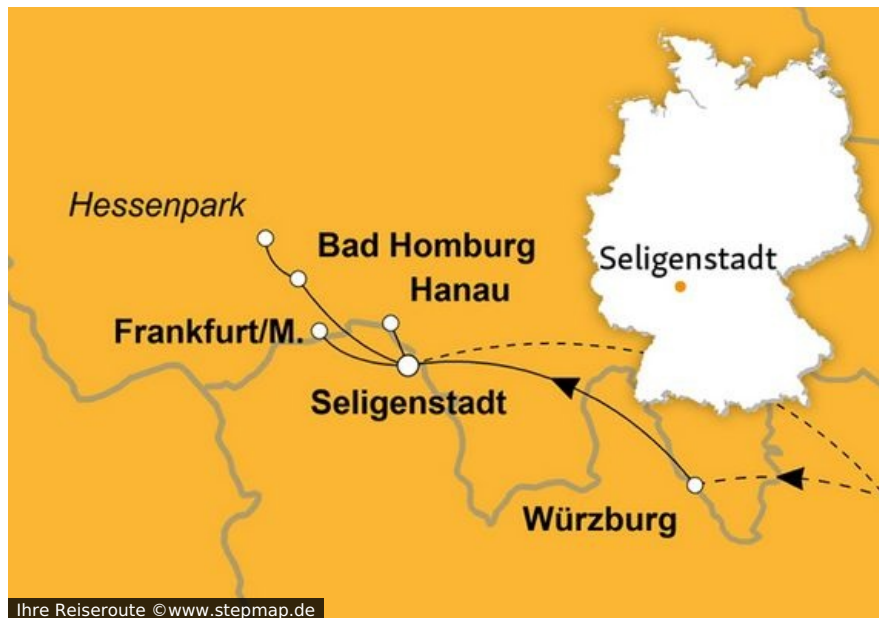 Hessenpark
Bad Homburg
Hanau
Frankfurt/M.
Seligenstadt
Seligenstadt
Würzburg
Ihre Reiseroute ©www.stepmap.de